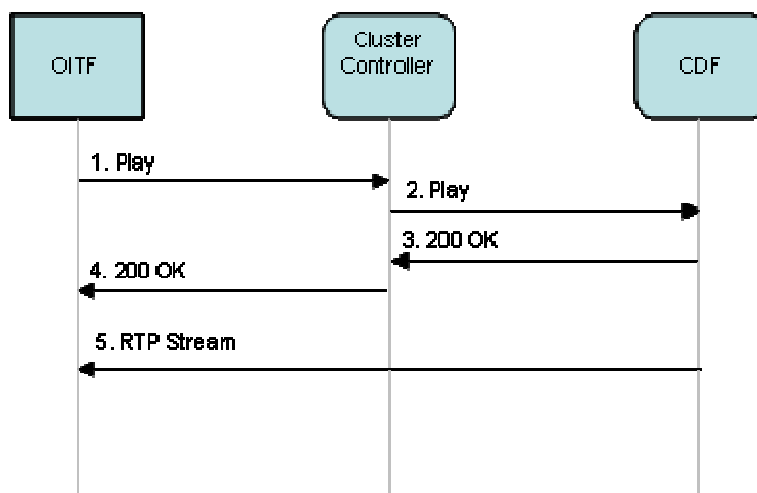 OITF
Cluster
Controller
CDF
1. Play
2. Play
3. 200 OK
4. 200 OK
5. RTP Stream